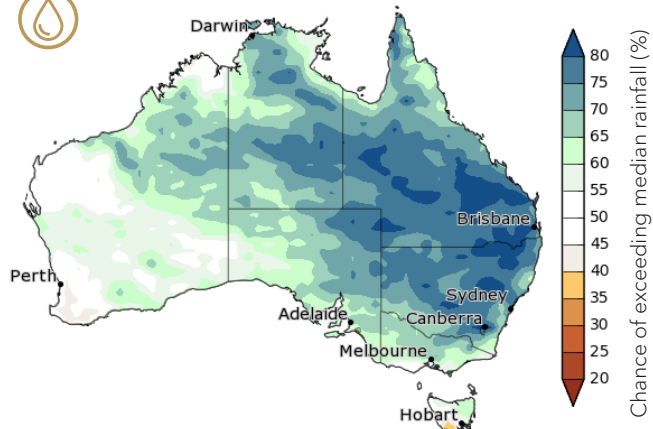 Darwin
Brisbane
Perth
Sydney
Adelaide
Canberra
Melbourne
Hobart
80
75
70
65
60
55
50
45
40
35
30
25
20
Chance of exceeding median rainfall (%)